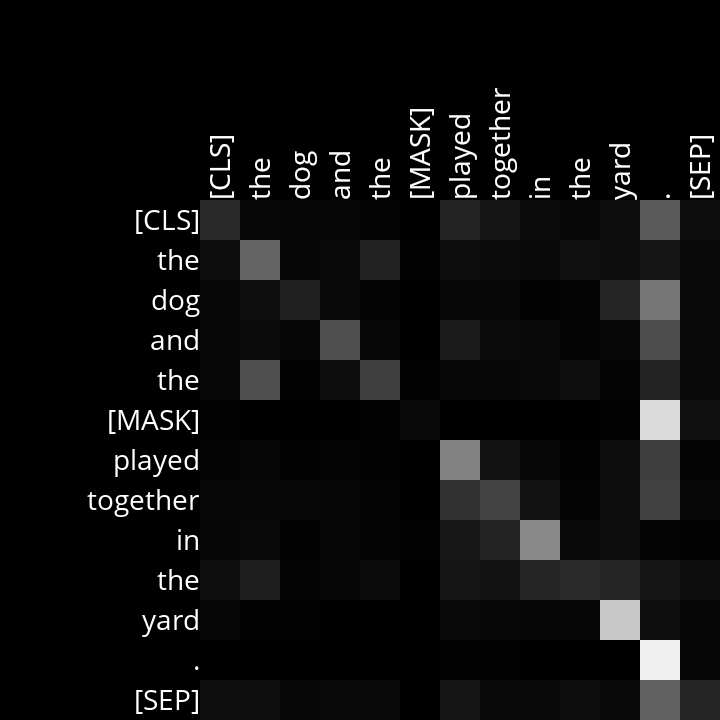 [CLS] the dog and the [MASK] played together in the yard . [SEP]
[CLS]
the
dog
and
the
[MASK]
played
together
in
the
yard
.
[SEP]